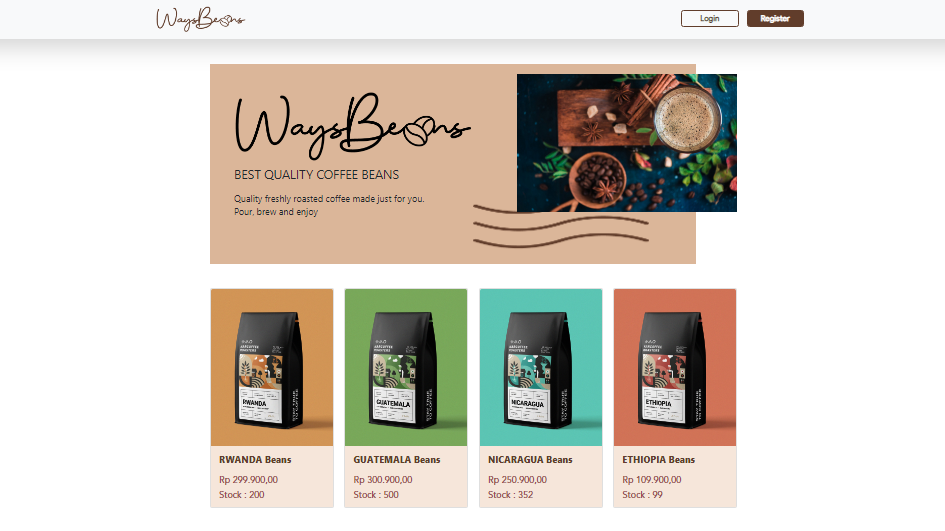 WaysBeans
Login
Register
WaysBeans
BEST QUALITY COFFEE BEANS
Quality freshly roasted coffee made just for you.
Pour, brew and enjoy
RWANDA
GUATEMALA
NICARAGUA
ETHIOPIA
RWANDA Beans
Rp 299.900,00
Stock : 200
GUATEMALA Beans
Rp 300.900,00
Stock : 500
NICARAGUA Beans
Rp 250.900,00
Stock : 352
ETHIOPIA Beans
Rp 109.900,00
Stock : 99